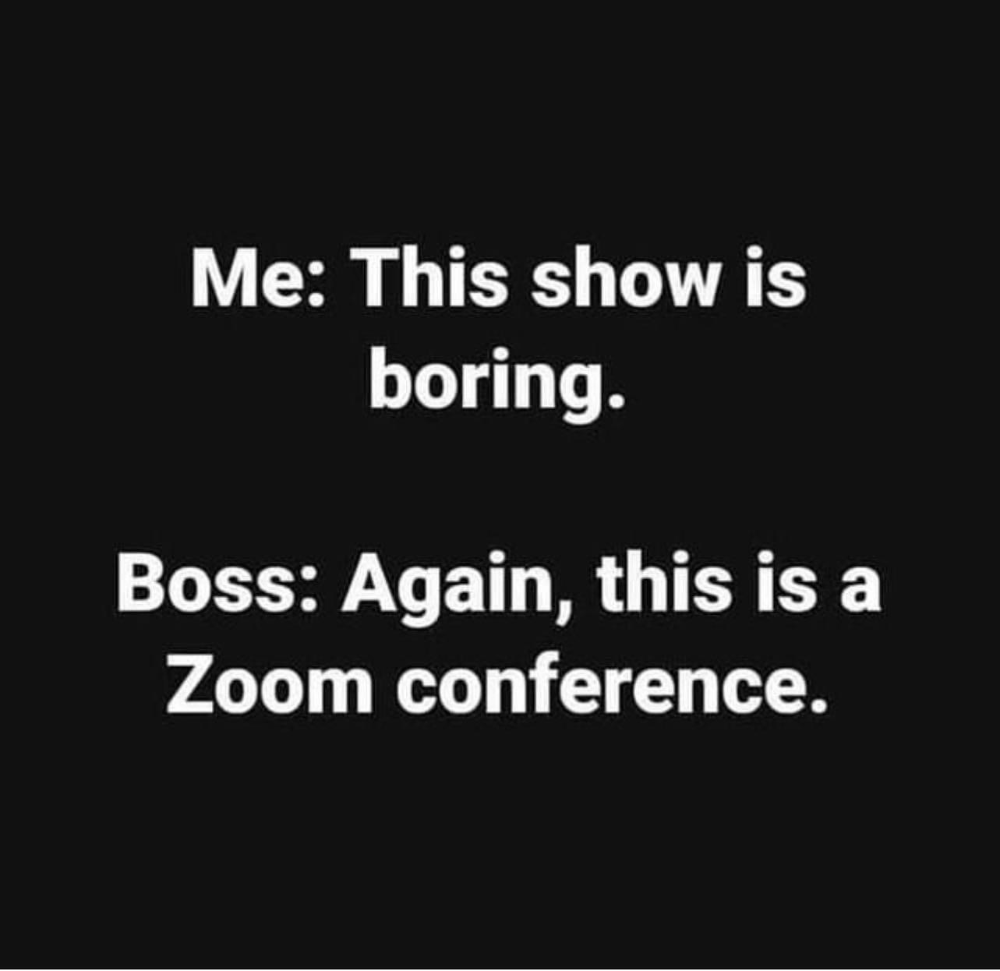 Me: This show is
boring.
Boss: Again, this is a
Zoom conference.